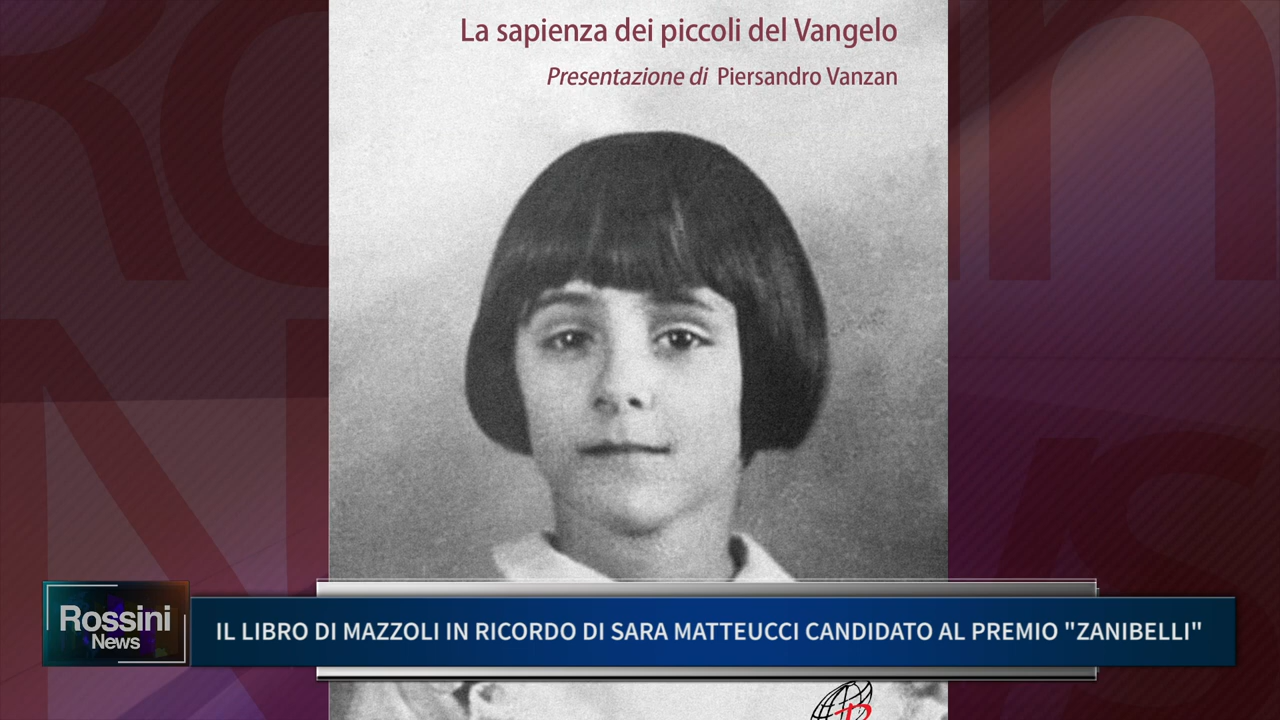 La sapienza dei piccoli del Vangelo
Presentazione di Piersandro Vanzan
Rossini
News
IL LIBRO DI MAZZOLI IN RICORDO DI SARA MATTEUCCI CANDIDATO AL PREMIO "ZANIBELLI"